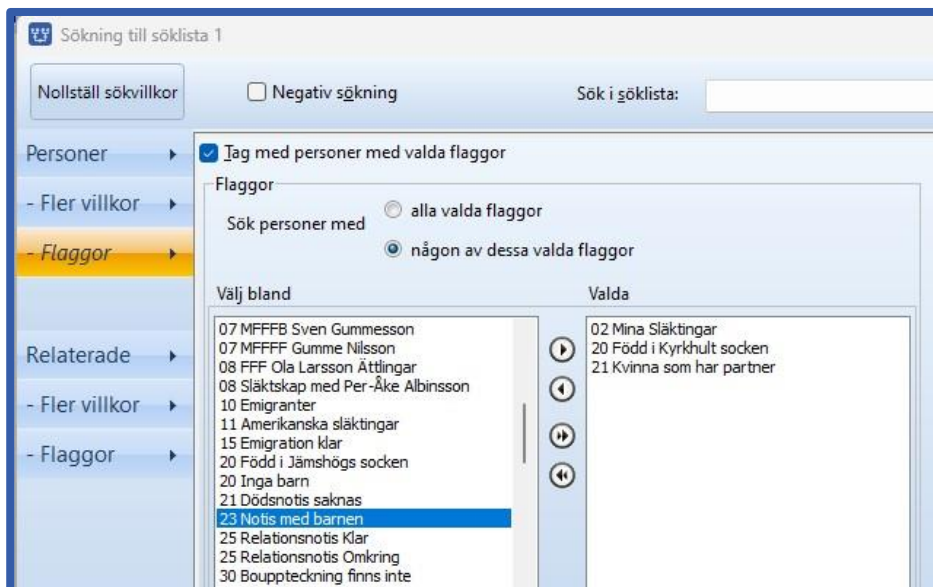 Sökning till söklista 1
Nollställ sökvillkor
Negativ sökning
Sök i söklista:
Personer
- Fler villkor
- Flaggor
Relaterade
- Fler villkor
- Flaggor
Tag med personer med valda flaggor
Flaggor
Sök personer med
alla valda flaggor
någon av dessa valda flaggor
Välj bland
07 MFFFB Sven Gummesson
07 MFFFF Gumme Nilsson
08 FFF Ola Larsson Ättlingar
08 Släktskap med Per-Åke Albinsson
10 Emigranter
11 Amerikanska släktingar
15 Emigration klar
20 Född i Jämshögs socken
20 Inga barn
21 Dödsnotis saknas
23 Notis med barnen
25 Relationsnotis Klar
25 Relationsnotis Omkring
30 Bouppteckning finns inte
Valda
02 Mina Släktingar
20 Född i Kyrkhult socken
21 Kvinna som har partner